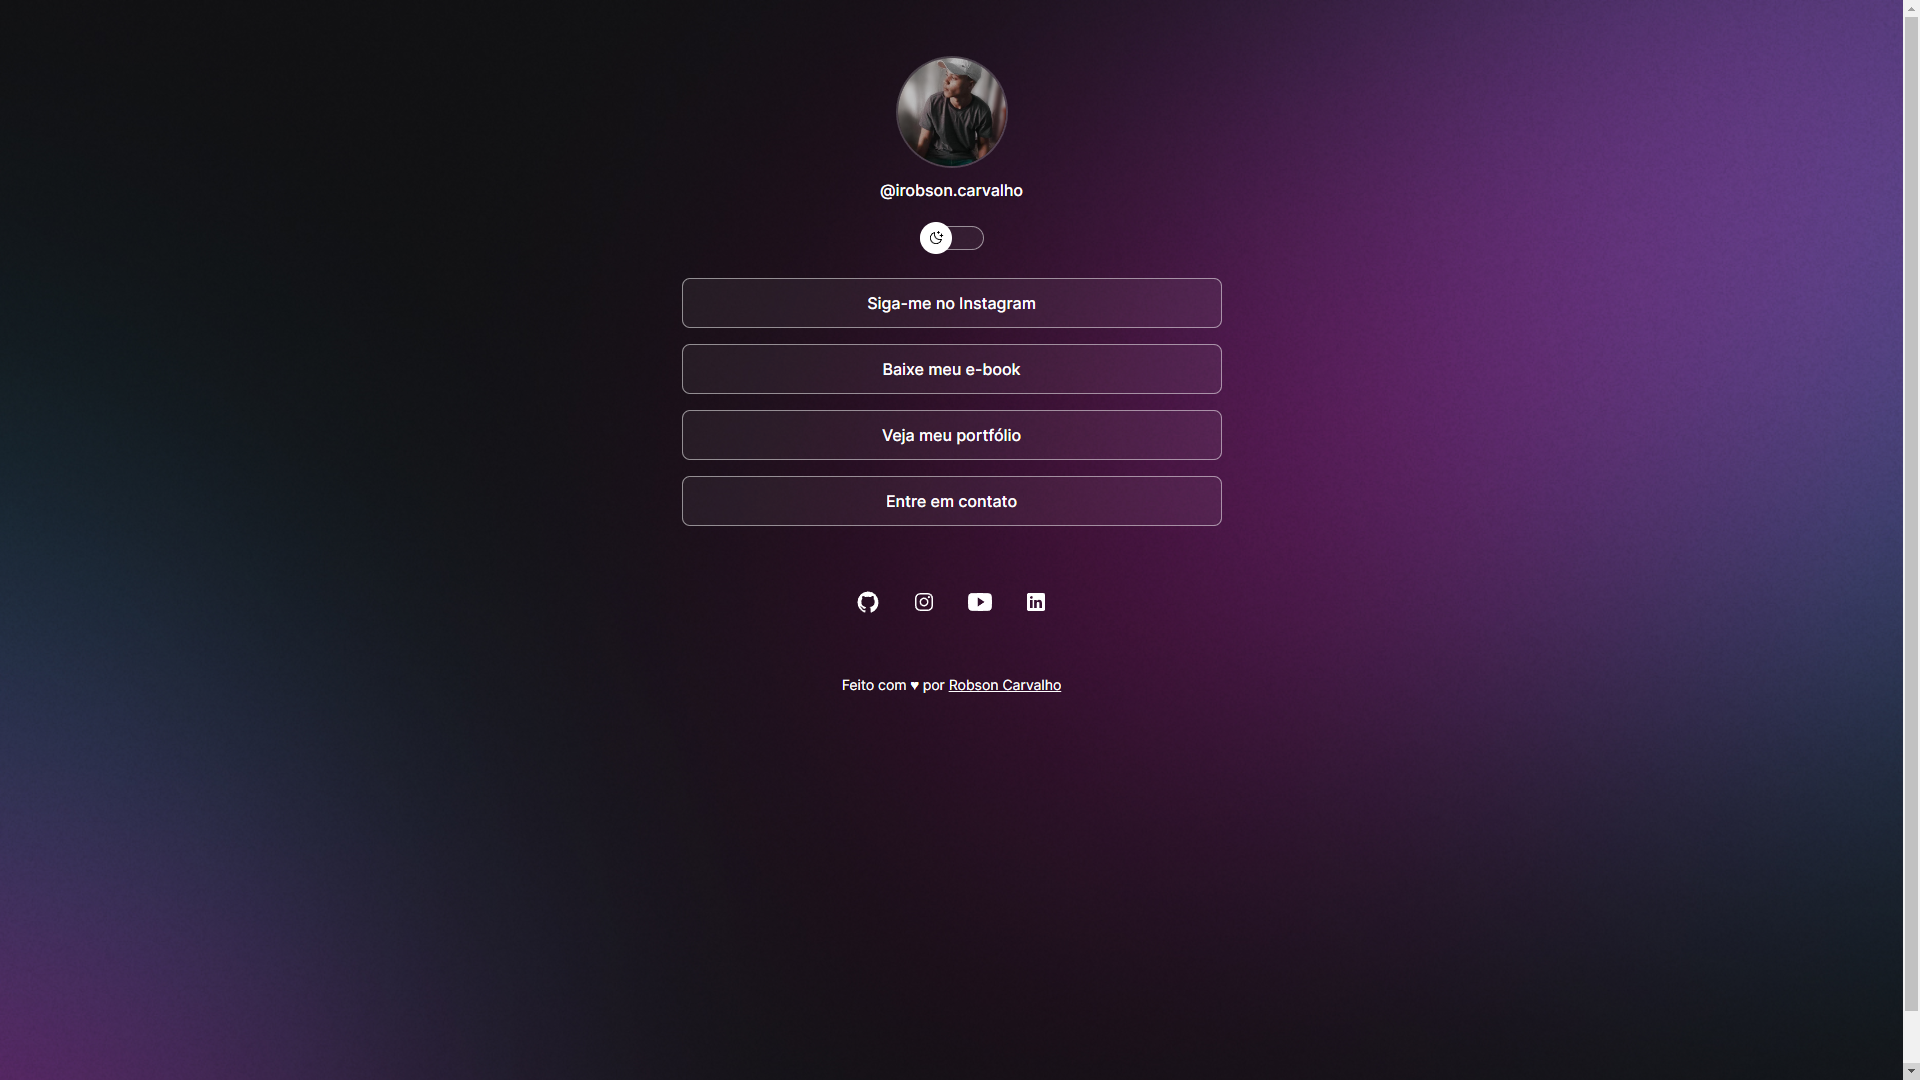 @irobson.carvalho
Siga-me no Instagram
Baixe meu e-book
Veja meu portfólio
Entre em contato
Feito com ♥ por Robson Carvalho